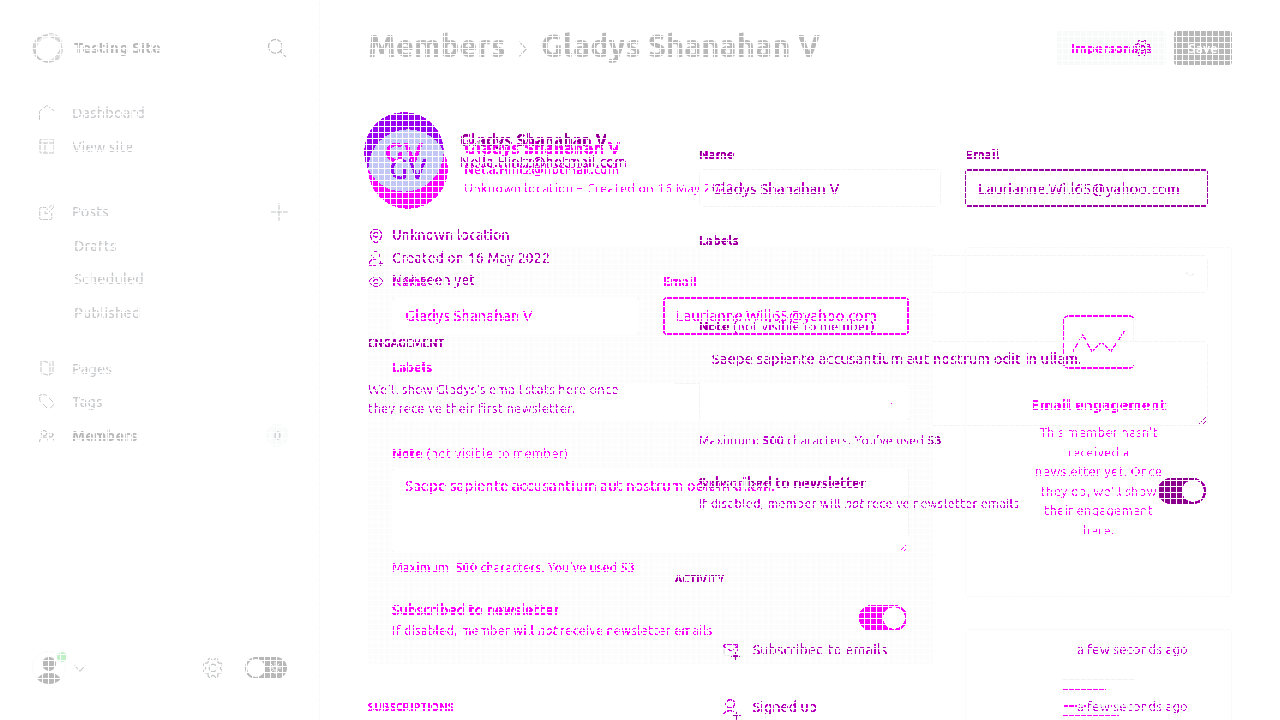 Testing Site
Members › Gladys Shanahan V
Impersonate
Save
Dashboard
View site
Posts
Drafts
Scheduled
Published
Pages
Tags
Members
0
Gladys Shanahan V
Gladys Shanahan V
Unknown location – Created on 16 May
Name
Gladys Shanahan V
Email
Laurianne.Will65@yahoo.com
Unknown location
Created on 16 May 2022
Not seen yet
Labels
Email
Gladys Shanahan V
Laurianne.Will65@yahoo.com
Note (not visible to member)
ENGAGEMENT
Labels
Saepe sapiente accusantium aut nostrum odit in ullam.
We'll show Gladys's email stats here once
they receive their first newsletter.
Email engagement
This member hasn't
received a
newsletter yet. Once
they do, we'll show
their engagement
here.
Maximum: 500 characters. You've used 53
Note (not visible to member)
Saepe sapiente accusantium aut nostrum
Subscribed to newsletter
If disabled, member will not receive newsletter emails
Maximum: 500 characters. You've used 53
ACTIVITY
Subscribed to newsletter
If disabled, member will not receive newsletter emails
Subscribed to emails
a few seconds ago
SUBSCRIPTIONS
Signed up
a few seconds ago